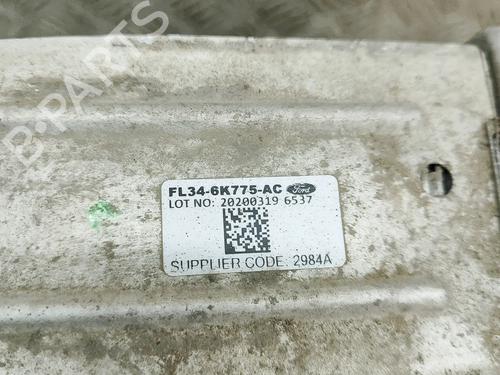 B-PARTS
FL34-6K775-AC Ford
LOT NO: 20200319 6537
SUPPLIER CODE: 2984A